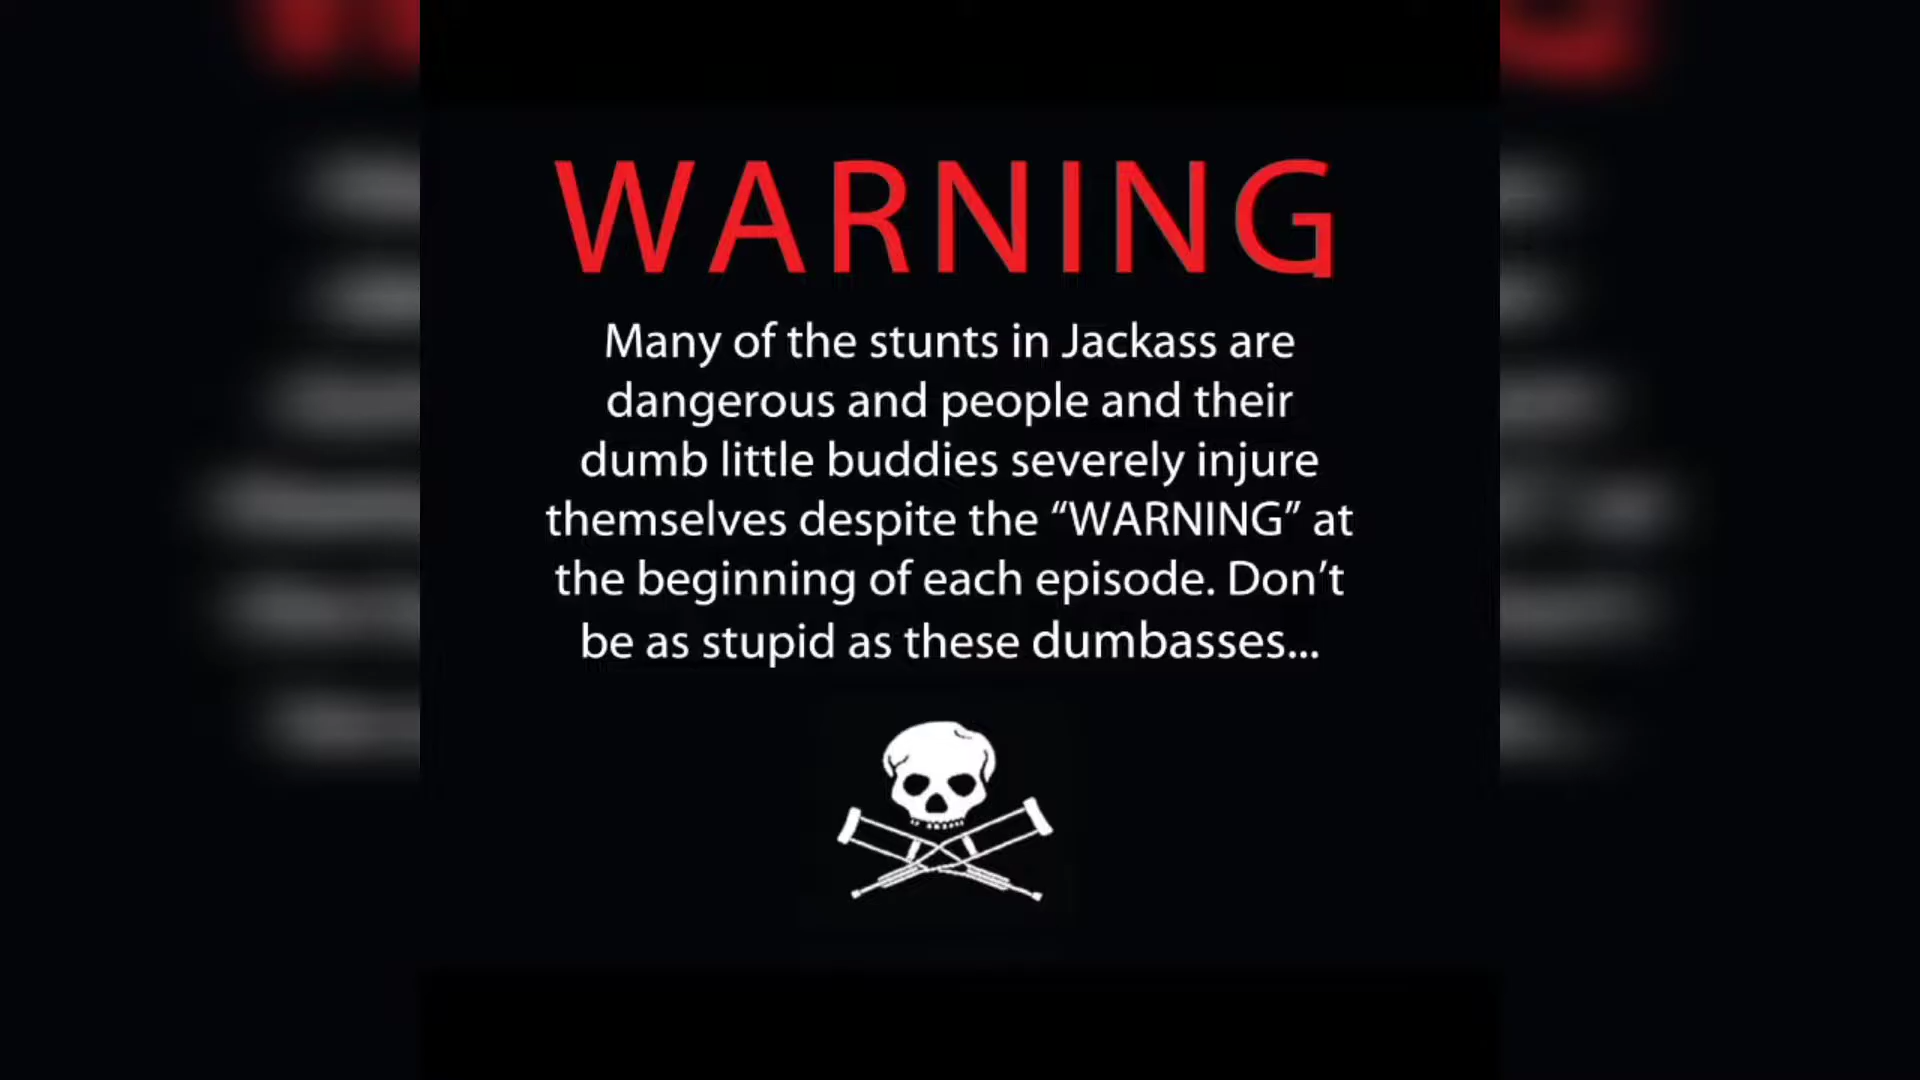 WARNING
Many of the stunts in Jackass are
dangerous and people and their
dumb little buddies severely injure
themselves despite the “WARNING” at
the beginning of each episode. Don’t
be as stupid as these dumbasses...